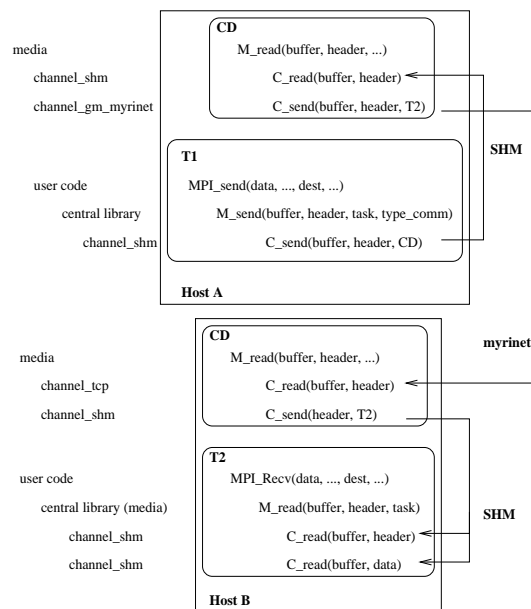 CD
media M_read(buffer, header, ...)
channel_shm C_read(buffer, header)
channel_gm_myrinet C_send(buffer, header, T2)
SHM
T1
user code MPI_send(data, ..., dest, ...)
central library M_send(buffer, header, task, type_comm)
channel_shm C_send(buffer, header, CD)
Host A
CD
myrinet
media M_read(buffer, header, ...)
channel_tcp C_read(buffer, header)
channel_shm C_send(header, T2)
T2
user code MPI_Recv(data, ..., dest, ...)
central library (media) M_read(buffer, header, task)
SHM
channel_shm C_read(buffer, header)
channel_shm C_read(buffer, data)
Host B